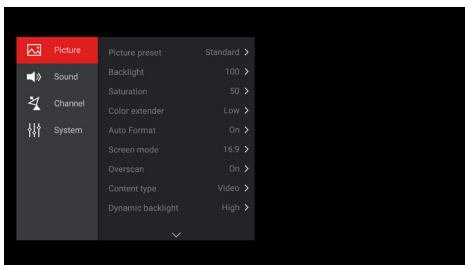 Picture
Sound
Channel
System
Picture preset Standard
Backlight 100
Saturation 50
Color extender Low
Auto Format On
Screen mode 16:9
Overscan On
Content type Video
Dynamic backlight High